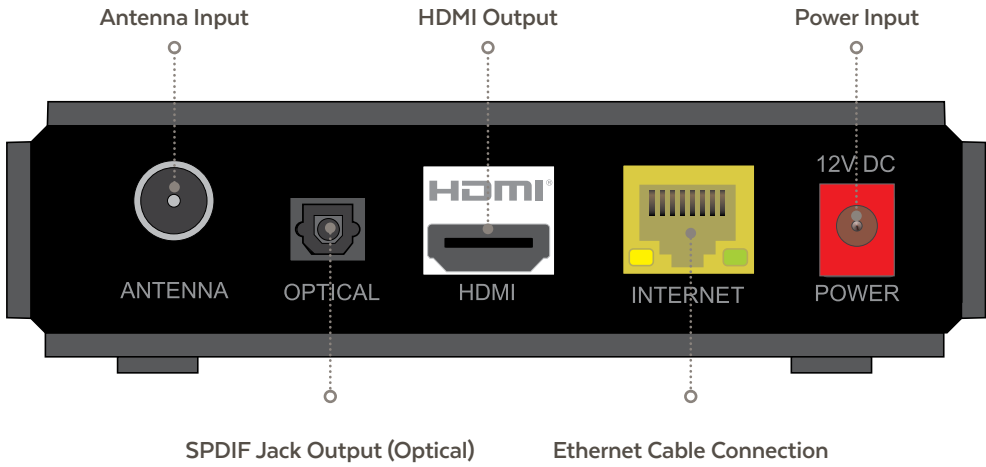 Antenna Input
HDMI Output
Power Input
12V DC
HDMI®
ANTENNA
OPTICAL
HDMI
INTERNET
POWER
SPDIF Jack Output (Optical)
Ethernet Cable Connection